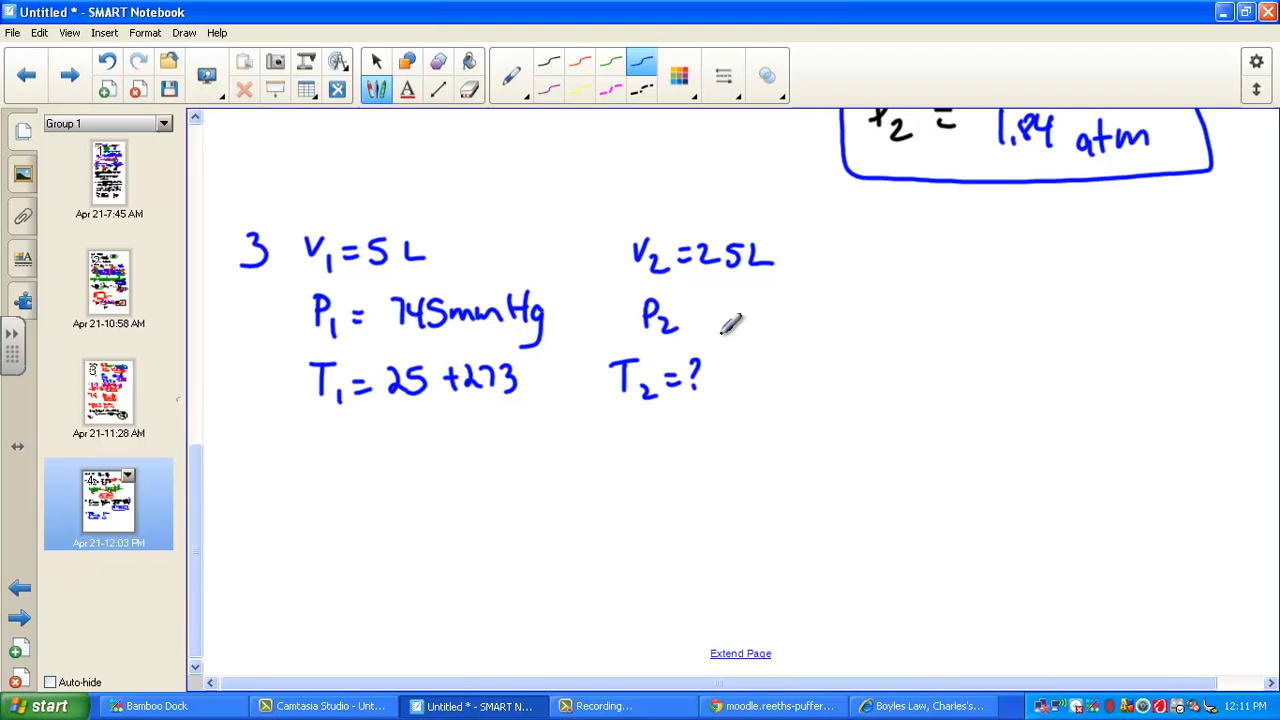 Untitled * - SMART Notebook
File Edit View Insert Format Draw Help
Group 1
Apr 21-7:45 AM
Apr 21-10:58 AM
Apr 21-11:28 AM
Apr 21-12:03 PM
P2 = 1.84 atm
3 V1 = 5 L V2 = 25L
P1 = 745mmHg P2
T1 = 25 +273 T2 = ?
Extend Page
Auto-hide
start Bamboo Dock Camtasia Studio - Unt... Untitled * - SMART N... Recording... moodle.reeths-puffer... Boyles Law, Charles's... 12:11 PM